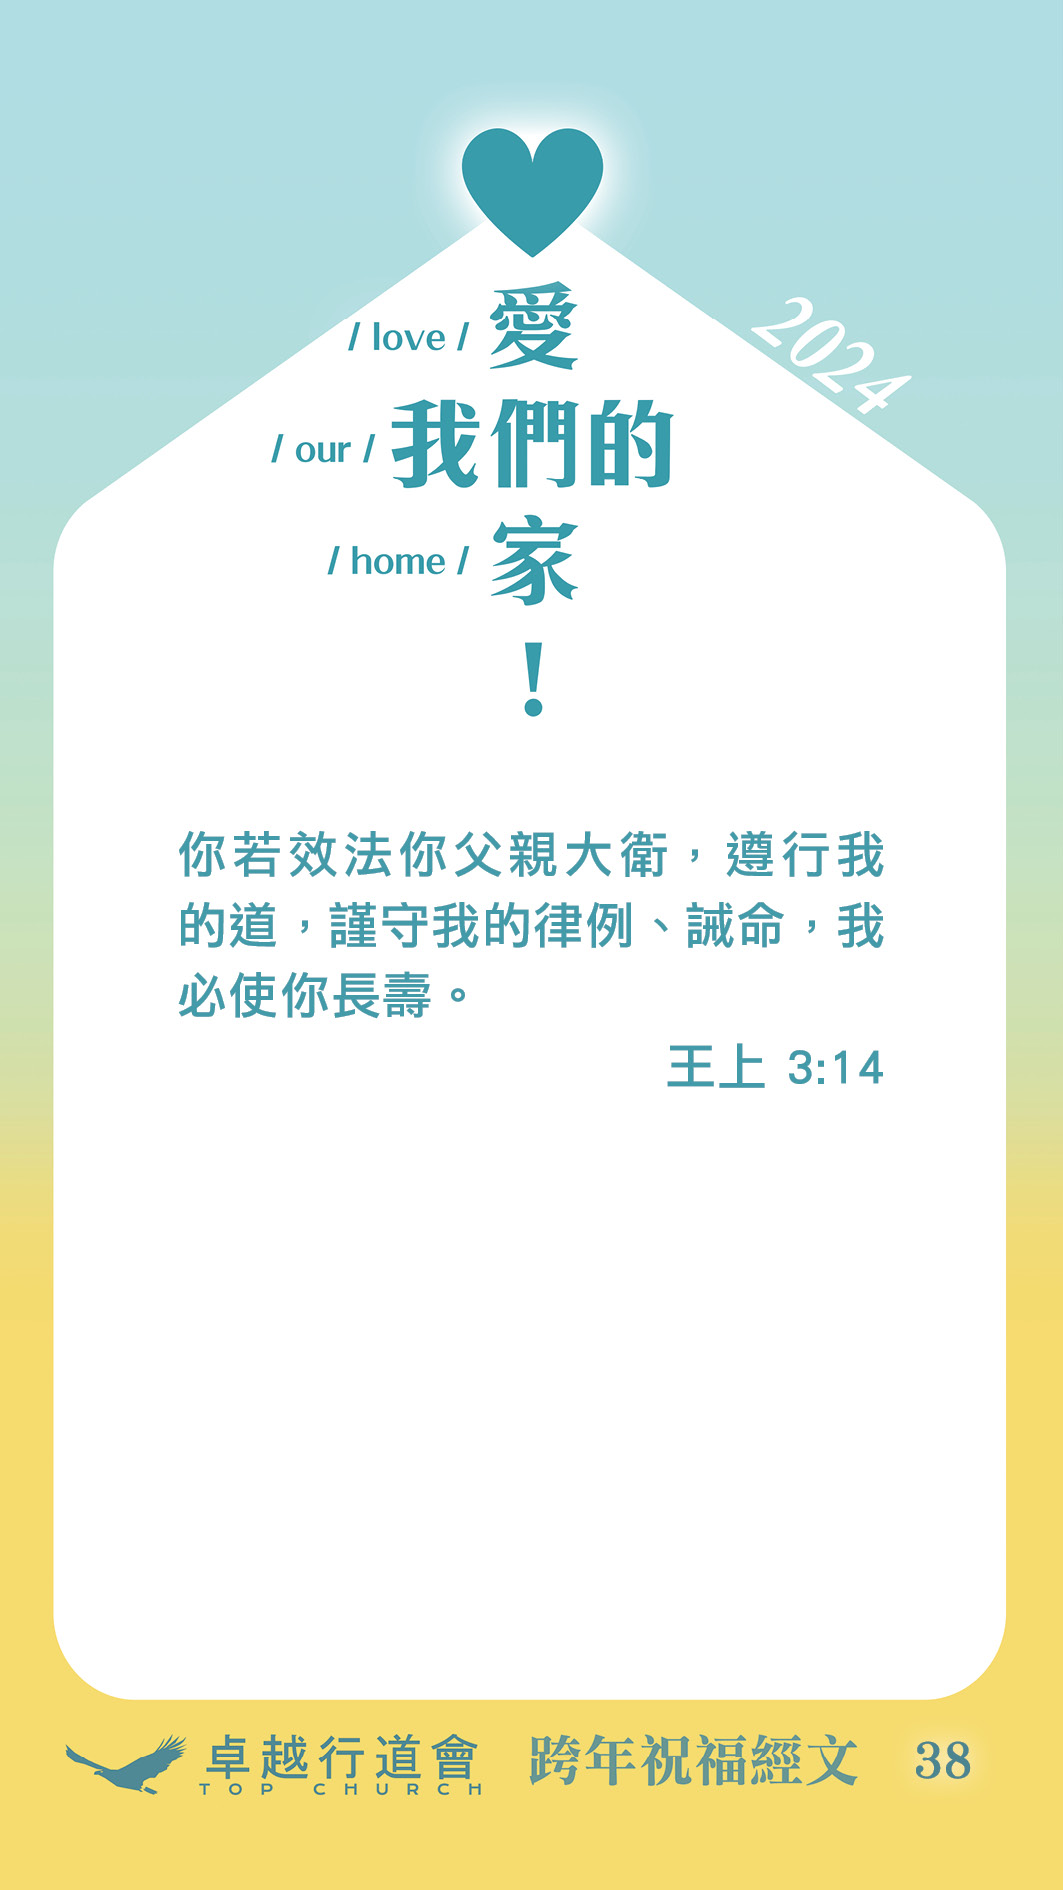 / love / 愛
2024
/ our / 我們的
/ home / 家
!
你若效法你父親大衛，遵行我
的道，謹守我的律例、誡命，我
必使你長壽。
王上 3:14
卓越行道會 跨年祝福經文 38
TOP CHURCH